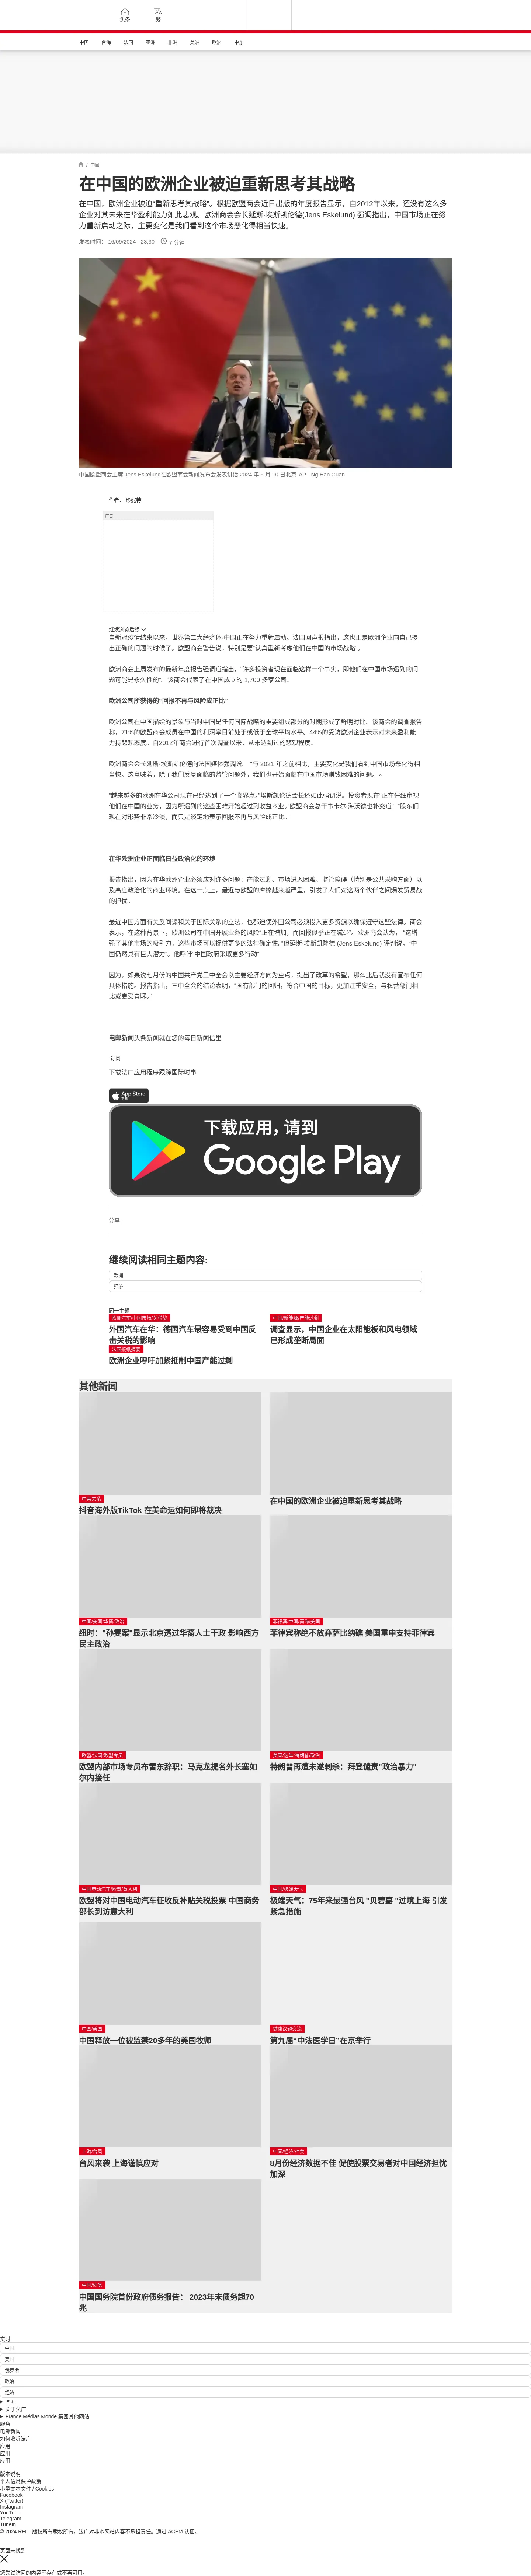 头条
繁
中国
台海
法国
亚洲
非洲
美洲
欧洲
中东
/ 中国
在中国的欧洲企业被迫重新思考其战略
在中国，欧洲企业被迫“重新思考其战略”。根据欧盟商会近日出版的年度报告显示，自2012年以来，还没有这么多
企业对其未来在华盈利能力如此悲观。欧洲商会会长延斯·埃斯凯伦德(Jens Eskelund) 强调指出，中国市场正在努
力重新启动之际，主要变化是我们看到这个市场恶化得相当快速。
发表时间： 16/09/2024 - 23:30
7 分钟
中国欧盟商会主席 Jens Eskelund在欧盟商会新闻发布会发表讲话 2024 年 5 月 10 日北京 AP - Ng Han Guan
作者： 珍妮特
广告
继续浏览后续
自新冠疫情结束以来，世界第二大经济体-中国正在努力重新启动。法国回声报指出，这也正是欧洲企业向自己提
出正确的问题的时候了。欧盟商会警告说，特别是要“认真重新考虑他们在中国的市场战略”。
欧洲商会上周发布的最新年度报告强调道指出，“许多投资者现在面临这样一个事实，即他们在中国市场遇到的问
题可能是永久性的”。该商会代表了在中国成立的 1,700 多家公司。
欧洲公司所获得的“回报不再与风险成正比”
欧洲公司在中国描绘的景象与当时中国是任何国际战略的重要组成部分的时期形成了鲜明对比。该商会的调查报告
称，71%的欧盟商会成员在中国的利润率目前处于或低于全球平均水平。44%的受访欧洲企业表示对未来盈利能
力持悲观态度。自2012年商会进行首次调查以来，从未达到过的悲观程度。
欧洲商会会长延斯·埃斯凯伦德向法国媒体强调说。 “与 2021 年之前相比，主要变化是我们看到中国市场恶化得相
当快。这意味着，除了我们反复面临的监管问题外，我们也开始面临在中国市场赚钱困难的问题。»
“越来越多的欧洲在华公司现在已经达到了一个临界点。”埃斯凯伦德会长还如此强调说。投资者现在“正在仔细审视
他们在中国的业务，因为所遇到的这些困难开始超过到收益商业。”欧盟商会总干事卡尔·海沃德也补充道：“股东们
现在对形势非常冷淡，而只是淡定地表示回报不再与风险成正比。”
在华欧洲企业正面临日益政治化的环境
报告指出，因为在华欧洲企业必须应对许多问题：产能过剩、市场进入困难、监管障碍（特别是公共采购方面）以
及高度政治化的商业环境。在这一点上，最近与欧盟的摩擦越来越严重，引发了人们对这两个伙伴之间爆发贸易战
的担忧。
最近中国方面有关反间谍和关于国际关系的立法，也都迫使外国公司必须投入更多资源以确保遵守这些法律。商会
表示，在这种背景下，欧洲公司在中国开展业务的风险“正在增加，而回报似乎正在减少”。欧洲商会认为， “这增
强了其他市场的吸引力，这些市场可以提供更多的法律确定性。”但延斯·埃斯凯隆德 (Jens Eskelund) 评判说，“中
国仍然具有巨大潜力”。他呼吁“中国政府采取更多行动”
因为，如果说七月份的中国共产党三中全会以主要经济方向为重点，提出了改革的希望，那么此后就没有宣布任何
具体措施。报告指出，三中全会的结论表明，“国有部门的回归，符合中国的目标，更加注重安全，与私营部门相
比或更受青睐。”
电邮新闻头条新闻就在您的每日新闻信里
订阅
下载法广应用程序跟踪国际时事
App Store
下载应用，请到
Google Play
分享 :
继续阅读相同主题内容:
欧洲
经济
同一主题
欧洲汽车/中国市场/关税战
外国汽车在华：德国汽车最容易受到中国反
击关税的影响
中国/新能源/产能过剩
调查显示，中国企业在太阳能板和风电领域
已形成垄断局面
法国报纸摘要
欧洲企业呼吁加紧抵制中国产能过剩
其他新闻
中美关系
抖音海外版TikTok 在美命运如何即将裁决
在中国的欧洲企业被迫重新思考其战略
中国/美国/华裔/政治
纽时："孙雯案"显示北京透过华裔人士干政 影响西方
民主政治
菲律宾/中国/南海/美国
菲律宾称绝不放弃萨比纳礁 美国重申支持菲律宾
欧盟/法国/欧盟专员
欧盟内部市场专员布雷东辞职：马克龙提名外长塞如
尔内接任
美国/选举/特朗普/政治
特朗普再遭未遂刺杀：拜登谴责"政治暴力"
中国电动汽车/欧盟/意大利
欧盟将对中国电动汽车征收反补贴关税投票 中国商务
部长到访意大利
中国/极端天气
极端天气：75年来最强台风 "贝碧嘉 "过境上海 引发
紧急措施
中国/美国
中国释放一位被监禁20多年的美国牧师
健康议题交流
第九届“中法医学日”在京举行
上海/台风
台风来袭 上海谨慎应对
中国/经济/社会
8月份经济数据不佳 促使股票交易者对中国经济担忧
加深
中国/债务
中国国务院首份政府债务报告： 2023年末债务超70
兆
实时
中国
美国
俄罗斯
政治
经济
国际
关于法广
France Médias Monde 集团其他网站
服务
电邮新闻
如何收听法广
应用
应用
应用
版本说明
个人信息保护政策
小型文本文件 / Cookies
Facebook
X (Twitter)
Instagram
YouTube
Telegram
TuneIn
© 2024 RFI – 版权所有版权所有。法广对非本网站内容不承担责任。通过 ACPM 认证。
页面未找到
您尝试访问的内容不存在或不再可用。